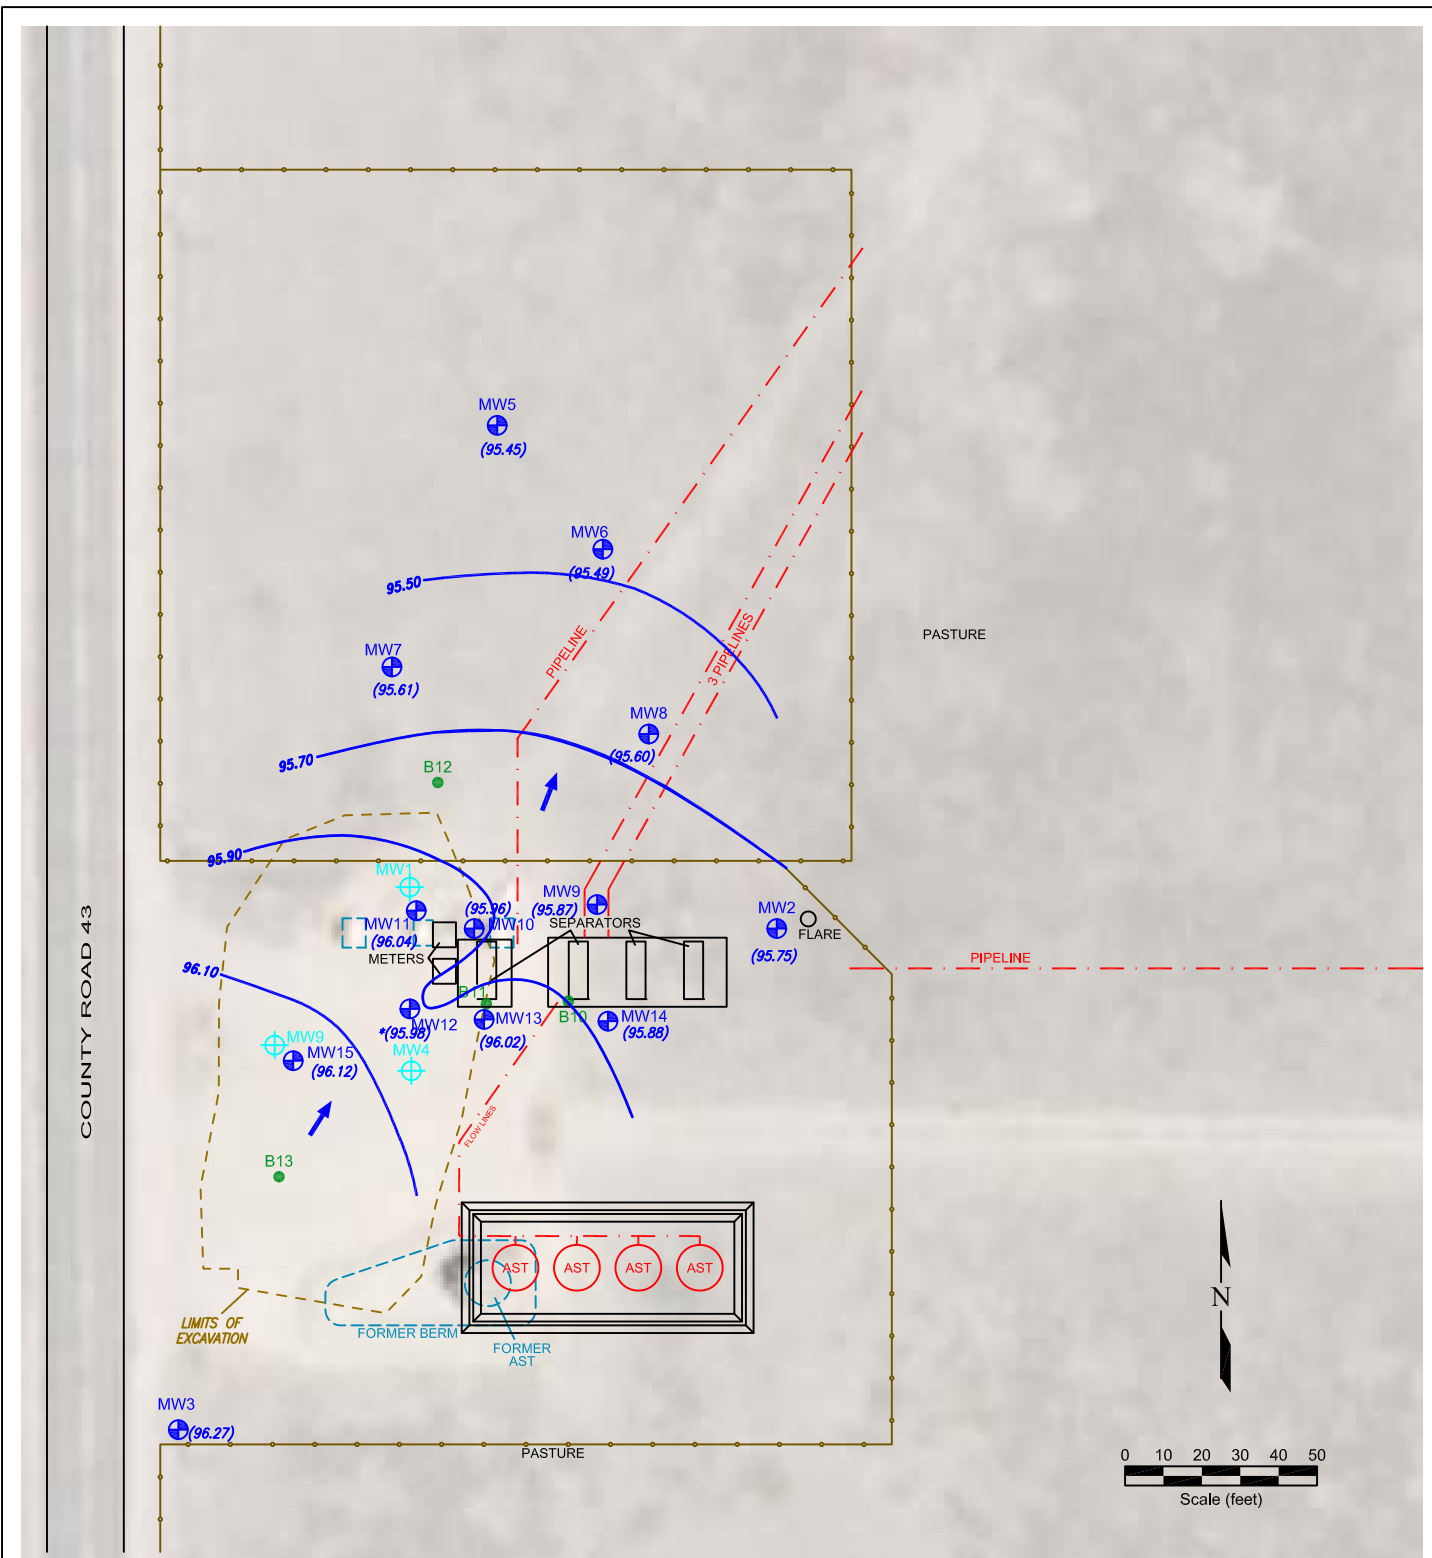 MW5
(95.45)
MW6
(95.49)
95.50
PIPELINE
3 PIPELINES
PASTURE
MW7
(95.61)
MW8
(95.60)
95.70
B12
95.90
MW1
MW9
(95.87)
(95.96)
MW11
MW10
(96.04)
SEPARATORS
MW2
FLARE
(95.75)
METERS
PIPELINE
96.10
B11
B10
MW12
*(95.98)
MW13
(96.02)
MW14
(95.88)
MW9
MW15
(96.12)
MW4
COUNTY ROAD 43
FLOW LINES
B13
AST
AST
AST
AST
LIMITS OF
EXCAVATION
FORMER BERM
FORMER
AST
N
MW3
(96.27)
PASTURE
0 10 20 30 40 50
Scale (feet)